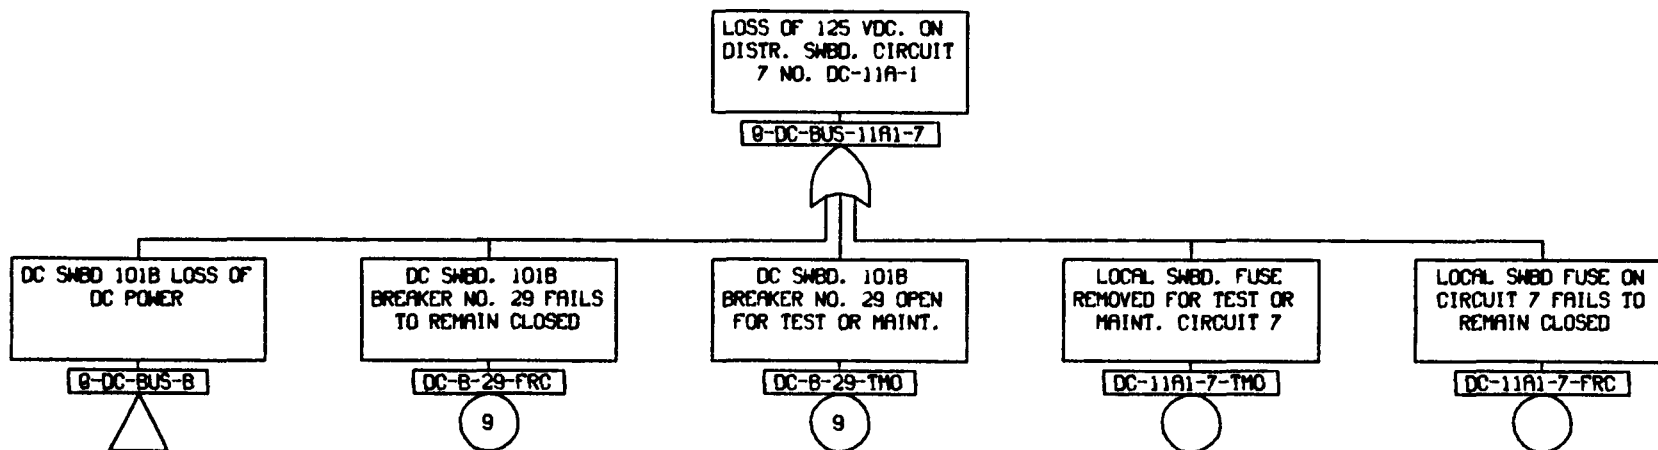 LOSS OF 125 VDC. ON
DISTR. SWBD. CIRCUIT
7 NO. DC-11A-1
@-DC-BUS-11A1-7
DC SWBD 101B LOSS OF
DC POWER
@-DC-BUS-B
DC SWBD. 101B
BREAKER NO. 29 FAILS
TO REMAIN CLOSED
DC-B-29-FRC
9
DC SWBD. 101B
BREAKER NO. 29 OPEN
FOR TEST OR MAINT.
DC-B-29-TMO
9
LOCAL SWBD. FUSE
REMOVED FOR TEST OR
MAINT. CIRCUIT 7
DC-11A1-7-TMO
LOCAL SWBD FUSE ON
CIRCUIT 7 FAILS TO
REMAIN CLOSED
DC-11A1-7-FRC